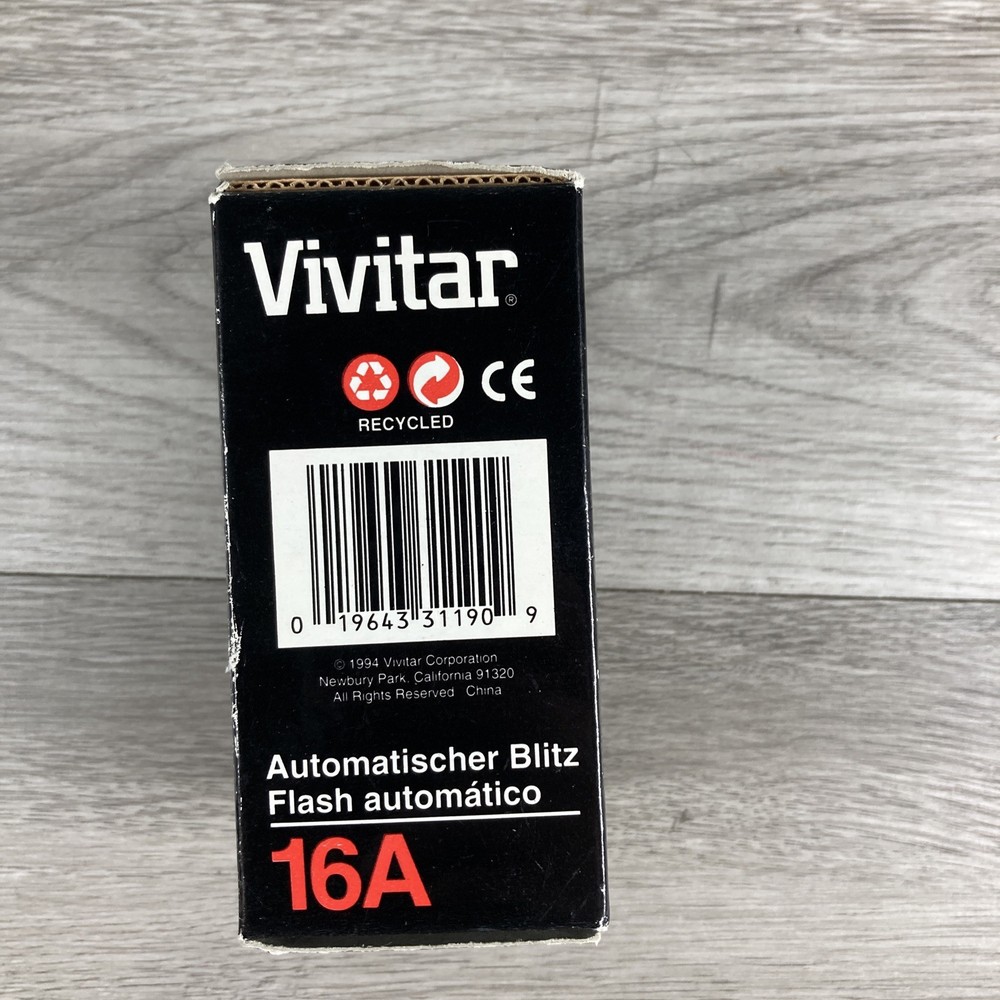 Vivitar®
CE
RECYCLED
0 19643 31190 9
© 1994 Vivitar Corporation
Newbury Park, California 91320
All Rights Reserved China
Automatischer Blitz
Flash automático
16A